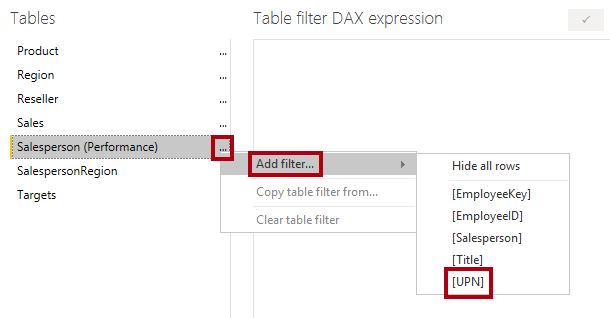 Tables
Product ...
Region ...
Reseller ...
Sales ...
Salesperson (Performance) ...
SalespersonRegion
Targets
Table filter DAX expression
✓
Add filter...
Copy table filter from...
Clear table filter
Hide all rows
[EmployeeKey]
[EmployeeID]
[Salesperson]
[Title]
[UPN]